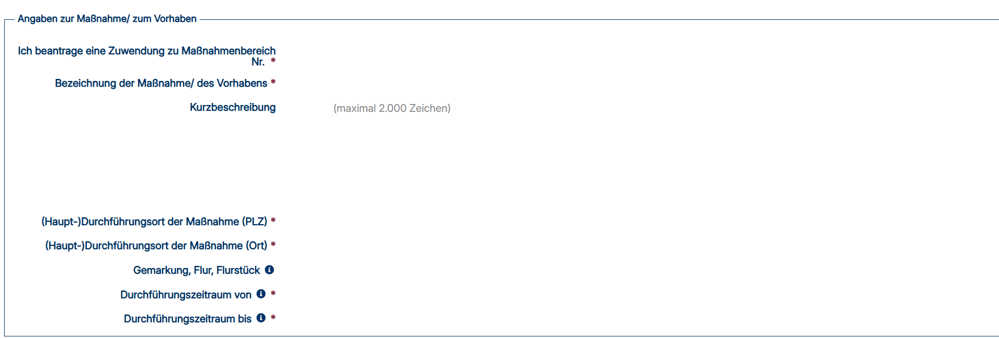 Angaben zur Maßnahme/ zum Vorhaben
Ich beantrage eine Zuwendung zu Maßnahmenbereich
Nr. *
Bezeichnung der Maßnahme/ des Vorhabens *
Kurzbeschreibung (maximal 2.000 Zeichen)
(Haupt-)Durchführungsort der Maßnahme (PLZ) *
(Haupt-)Durchführungsort der Maßnahme (Ort) *
Gemarkung, Flur, Flurstück
Durchführungszeitraum von *
Durchführungszeitraum bis *